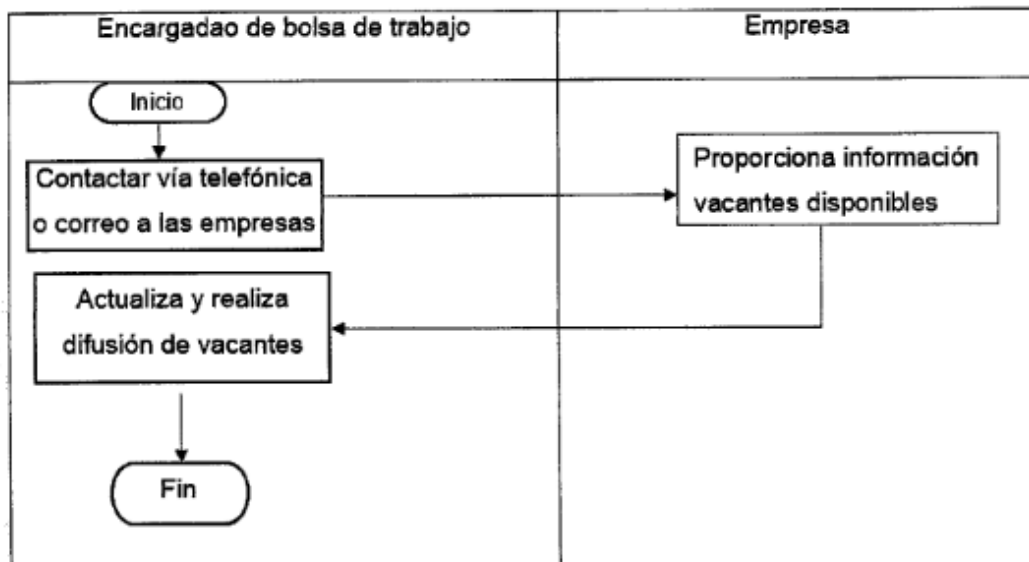 Encargadao de bolsa de trabajo
Empresa
Inicio
Contactar vía telefónica
o correo a las empresas
Proporciona información
vacantes disponibles
Actualiza y realiza
difusión de vacantes
Fin